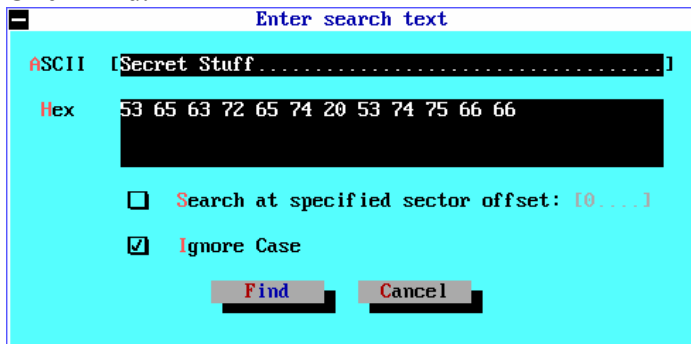 Enter search text
ASCII [Secret Stuff...................................]
Hex 53 65 63 72 65 74 20 53 74 75 66 66
Search at specified sector offset: [0....]
Ignore Case
Find Cancel